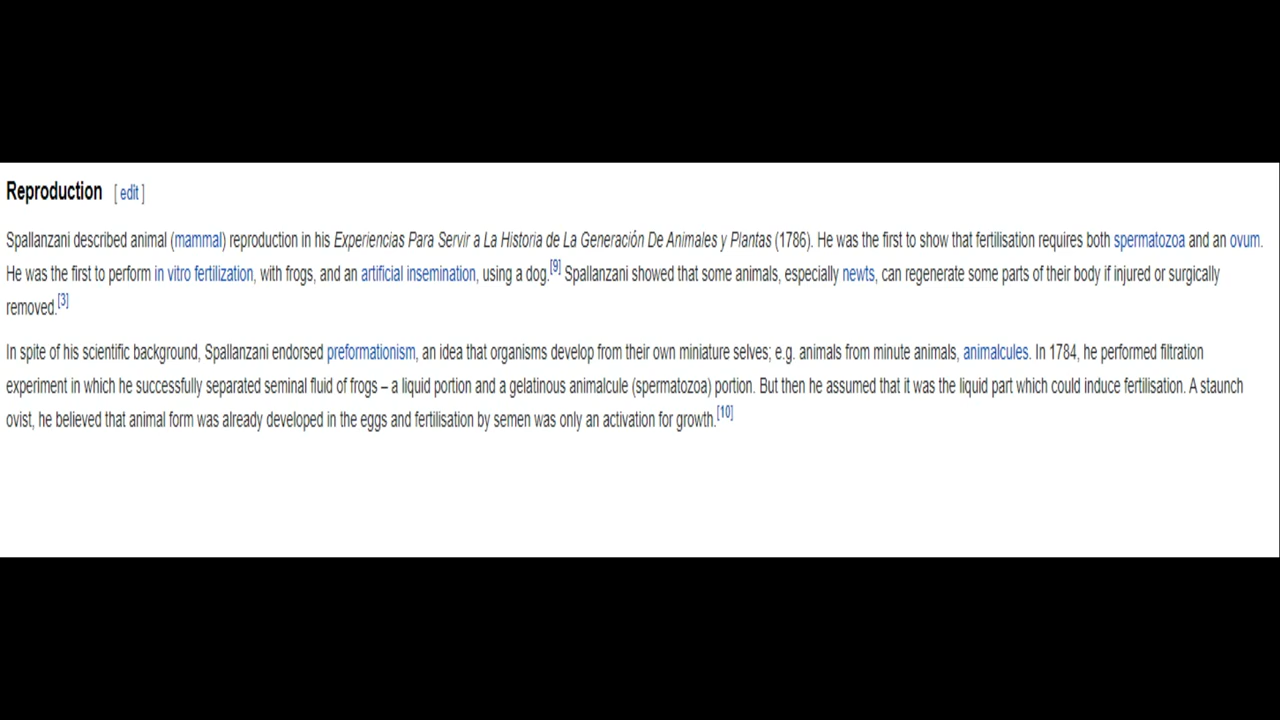 Reproduction [ edit ]
Spallanzani described animal (mammal) reproduction in his Experiencias Para Servir a La Historia de La Generación De Animales y Plantas (1786). He was the first to show that fertilisation requires both spermatozoa and an ovum.
He was the first to perform in vitro fertilization, with frogs, and an artificial insemination, using a dog.[9] Spallanzani showed that some animals, especially newts, can regenerate some parts of their body if injured or surgically
removed.[3]
In spite of his scientific background, Spallanzani endorsed preformationism, an idea that organisms develop from their own miniature selves; e.g. animals from minute animals, animalcules. In 1784, he performed filtration
experiment in which he successfully separated seminal fluid of frogs – a liquid portion and a gelatinous animalcule (spermatozoa) portion. But then he assumed that it was the liquid part which could induce fertilisation. A staunch
ovist, he believed that animal form was already developed in the eggs and fertilisation by semen was only an activation for growth.[10]